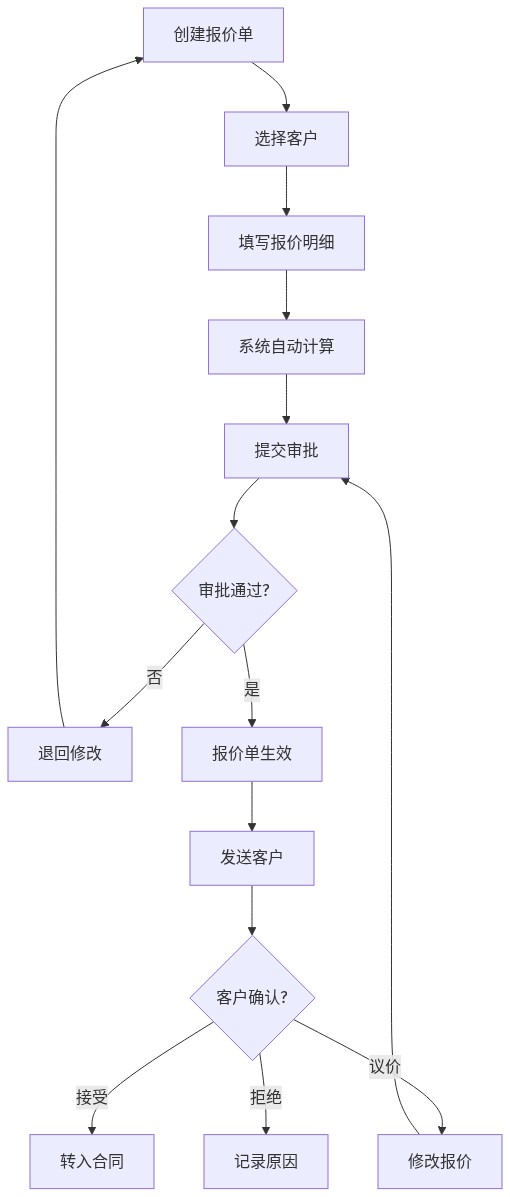 创建报价单
选择客户
填写报价明细
系统自动计算
提交审批
审批通过?
否
是
退回修改
报价单生效
发送客户
客户确认?
议价
接受
拒绝
转入合同
记录原因
修改报价